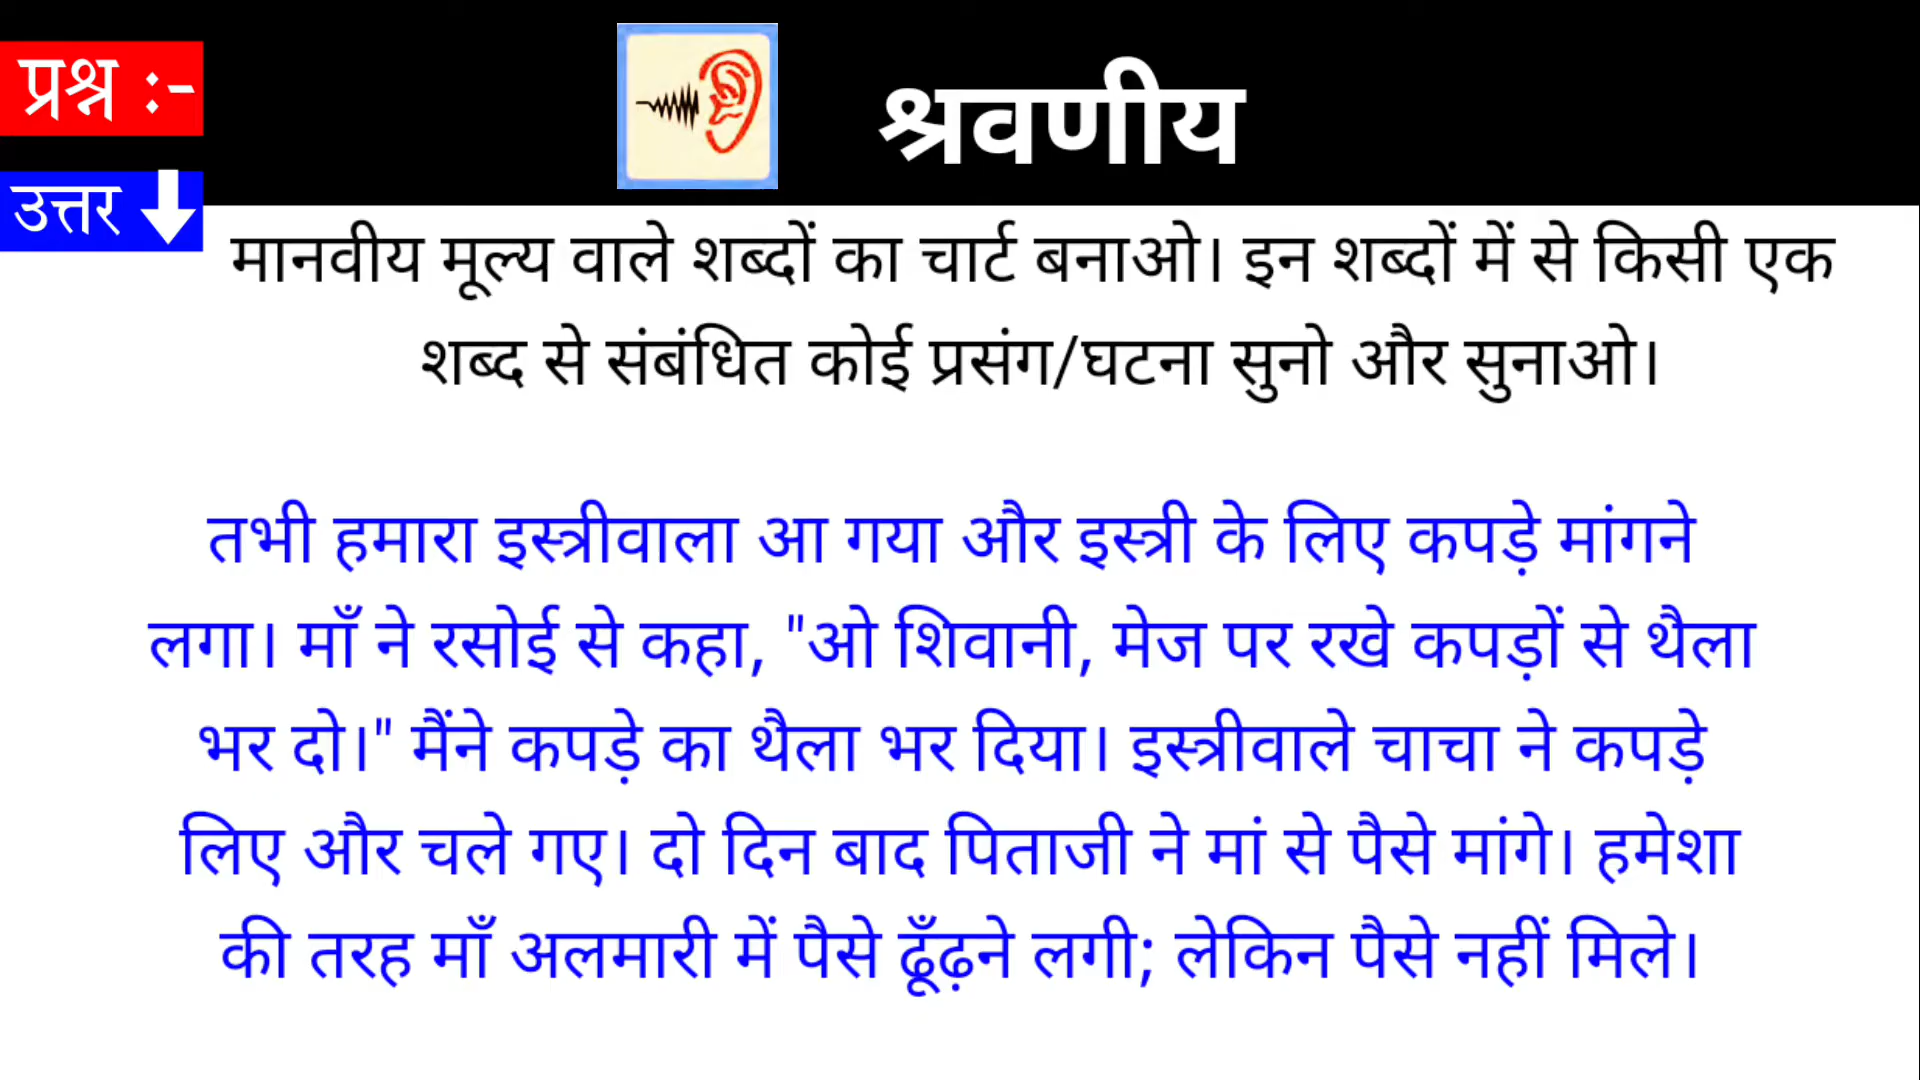 प्रश्न :-
श्रवणीय
उत्तर
मानवीय मूल्य वाले शब्दों का चार्ट बनाओ। इन शब्दों में से किसी एक
शब्द से संबंधित कोई प्रसंग/घटना सुनो और सुनाओ।
तभी हमारा इस्त्रीवाला आ गया और इस्त्री के लिए कपड़े मांगने
लगा। माँ ने रसोई से कहा, "ओ शिवानी, मेज पर रखे कपड़ों से थैला
भर दो।" मैंने कपड़े का थैला भर दिया। इस्त्रीवाले चाचा ने कपड़े
लिए और चले गए। दो दिन बाद पिताजी ने मां से पैसे मांगे। हमेशा
की तरह माँ अलमारी में पैसे ढूँढ़ने लगी; लेकिन पैसे नहीं मिले।